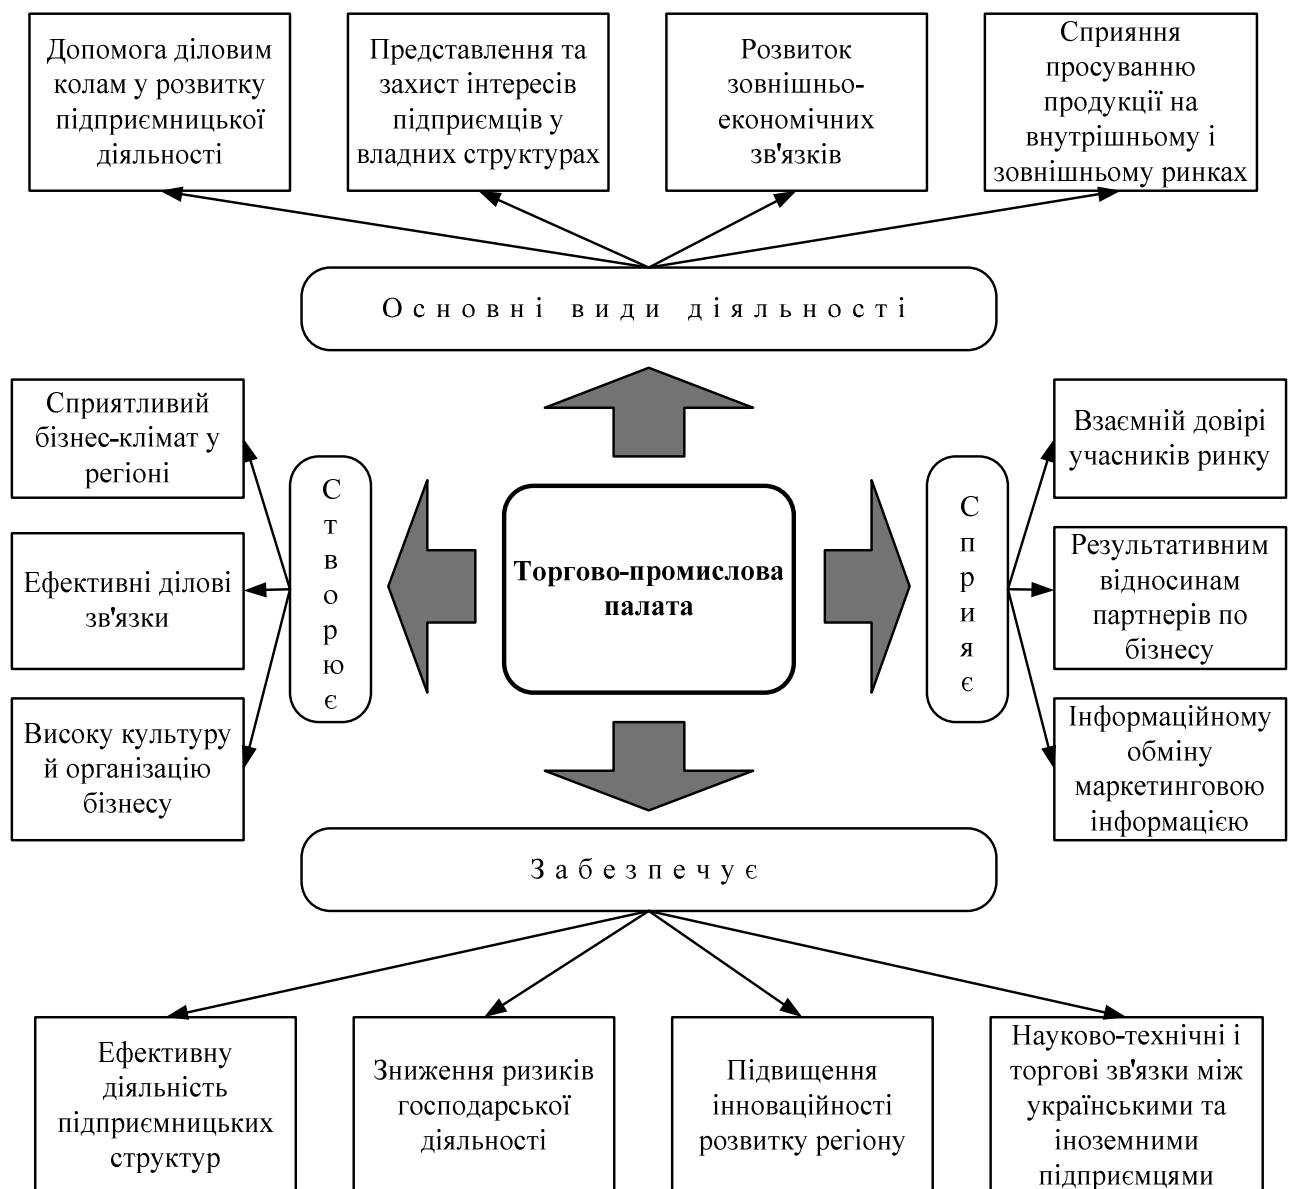 Допомога діловим
колам у розвитку
підприємницької
діяльності
Представлення та
захист інтересів
підприємців у
владних структурах
Розвиток
зовнішньо-
економічних
зв'язків
Сприяння
просуванню
продукції на
внутрішньому і
зовнішньому ринках
Основні види діяльності
Сприятливий
бізнес-клімат у
регіоні
Ефективні ділові
зв'язки
Високу культуру
й організацію
бізнесу
Створює
Торгово-промислова
палата
Сприяє
Взаємній довірі
учасників ринку
Результативним
відносинам
партнерів по
бізнесу
Інформаційному
обміну
маркетинговою
інформацією
Забезпечує
Ефективну
діяльність
підприємницьких
структур
Зниження ризиків
господарської
діяльності
Підвищення
інноваційності
розвитку регіону
Науково-технічні і
торгові зв'язки між
українськими та
іноземними
підприємцями